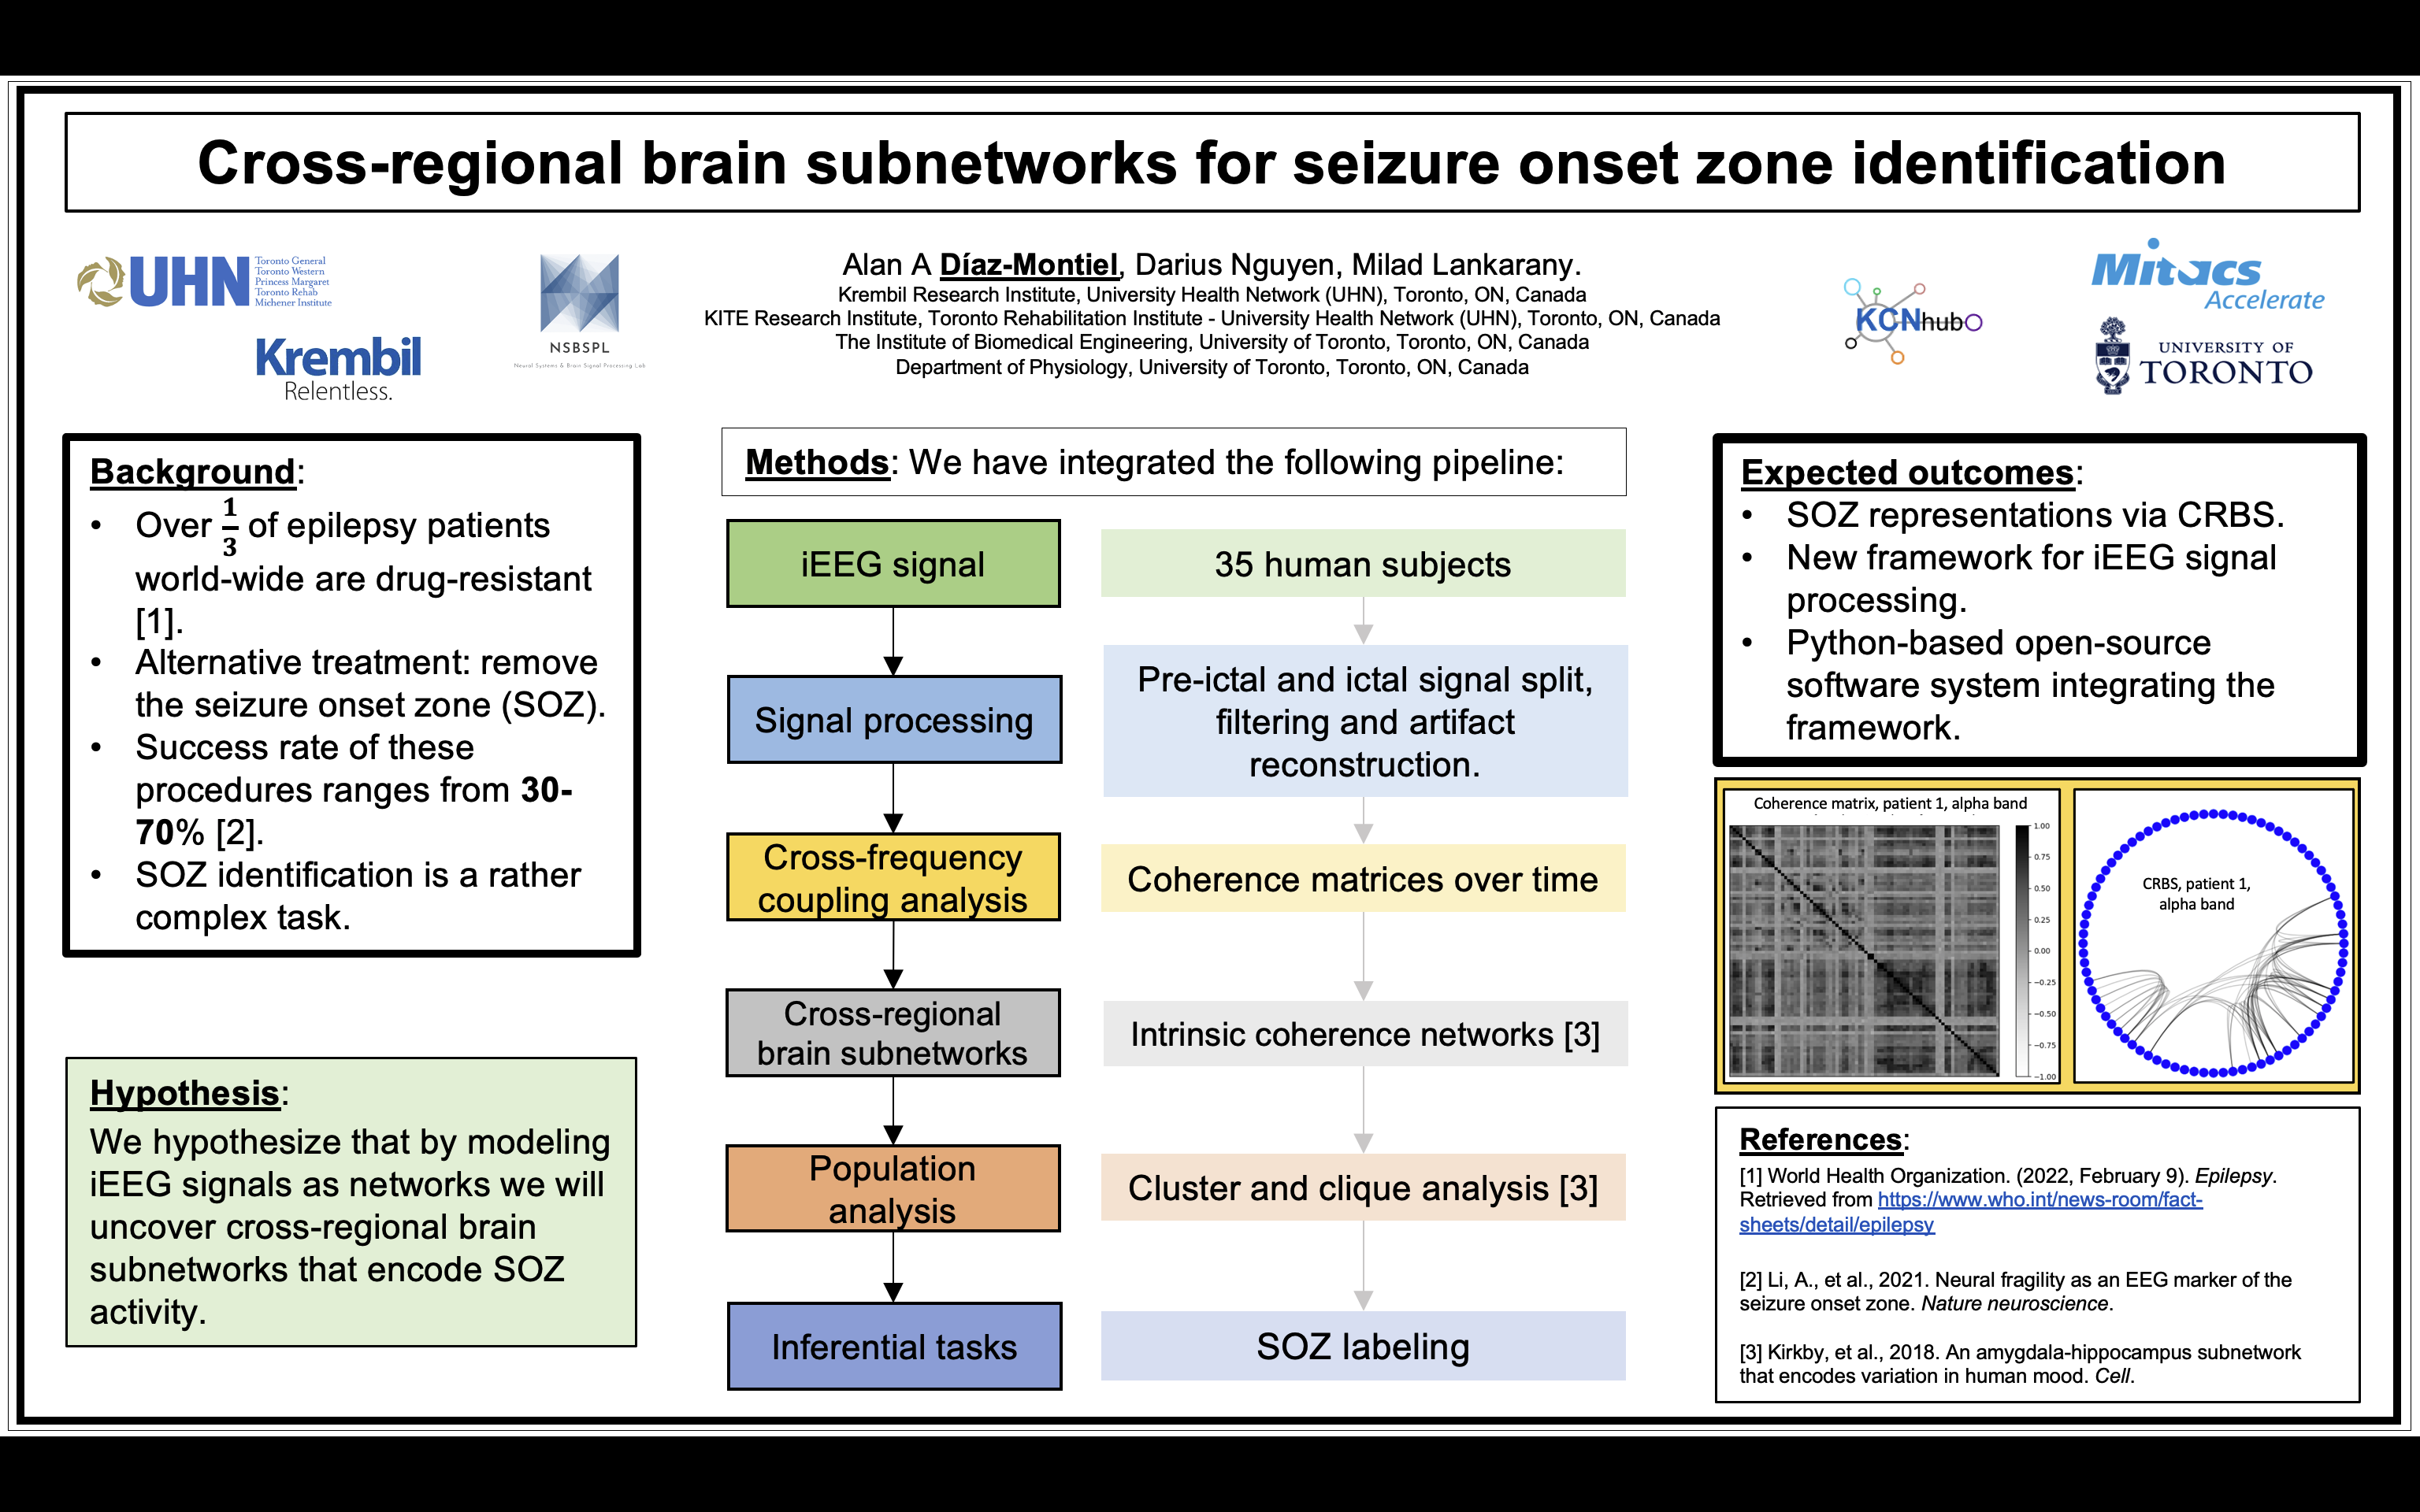 Cross-regional brain subnetworks for seizure onset zone identification
UHN
Toronto General
Toronto Western
Princess Margaret
Toronto Rehab
Michener Institute
Krembil
Relentless.
NSBSPL
Neural Systems & Brain Signal Processing Lab
Alan A Díaz-Montiel, Darius Nguyen, Milad Lankarany.
Krembil Research Institute, University Health Network (UHN), Toronto, ON, Canada
KITE Research Institute, Toronto Rehabilitation Institute - University Health Network (UHN), Toronto, ON, Canada
The Institute of Biomedical Engineering, University of Toronto, Toronto, ON, Canada
Department of Physiology, University of Toronto, Toronto, ON, Canada
KCNhub
Mitacs
Accelerate
UNIVERSITY OF
TORONTO
Background:
• Over 1/3 of epilepsy patients
world-wide are drug-resistant
[1].
• Alternative treatment: remove
the seizure onset zone (SOZ).
• Success rate of these
procedures ranges from 30-
70% [2].
• SOZ identification is a rather
complex task.
Hypothesis:
We hypothesize that by modeling
iEEG signals as networks we will
uncover cross-regional brain
subnetworks that encode SOZ
activity.
Methods: We have integrated the following pipeline:
iEEG signal
35 human subjects
Signal processing
Pre-ictal and ictal signal split,
filtering and artifact
reconstruction.
Cross-frequency
coupling analysis
Coherence matrices over time
Cross-regional
brain subnetworks
Intrinsic coherence networks [3]
Population
analysis
Cluster and clique analysis [3]
Inferential tasks
SOZ labeling
Expected outcomes:
• SOZ representations via CRBS.
• New framework for iEEG signal
processing.
• Python-based open-source
software system integrating the
framework.
Coherence matrix, patient 1, alpha band
1.00
0.75
0.50
0.25
0.00
−0.25
−0.50
−0.75
−1.00
CRBS, patient 1,
alpha band
References:
[1] World Health Organization. (2022, February 9). Epilepsy.
Retrieved from https://www.who.int/news-room/fact-
sheets/detail/epilepsy
[2] Li, A., et al., 2021. Neural fragility as an EEG marker of the
seizure onset zone. Nature neuroscience.
[3] Kirkby, et al., 2018. An amygdala-hippocampus subnetwork
that encodes variation in human mood. Cell.